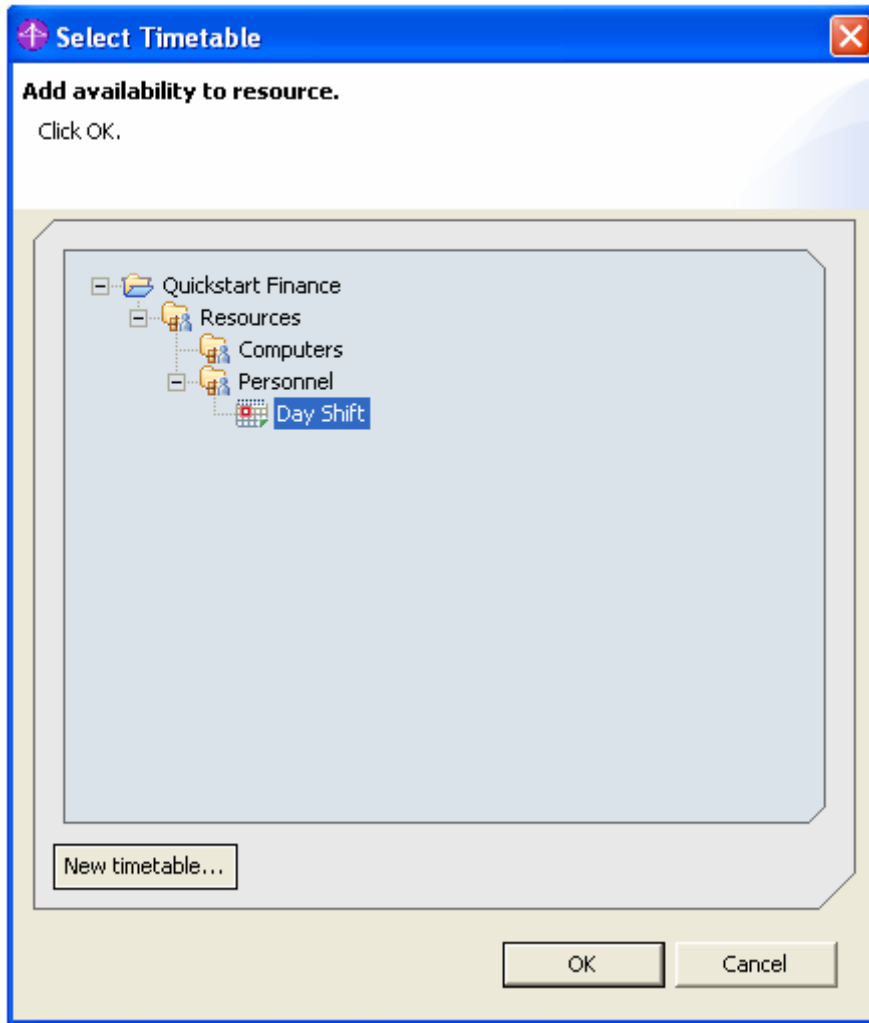 Select Timetable
Add availability to resource.
Click OK.
Quickstart Finance
Resources
Computers
Personnel
Day Shift
New timetable...
OK Cancel